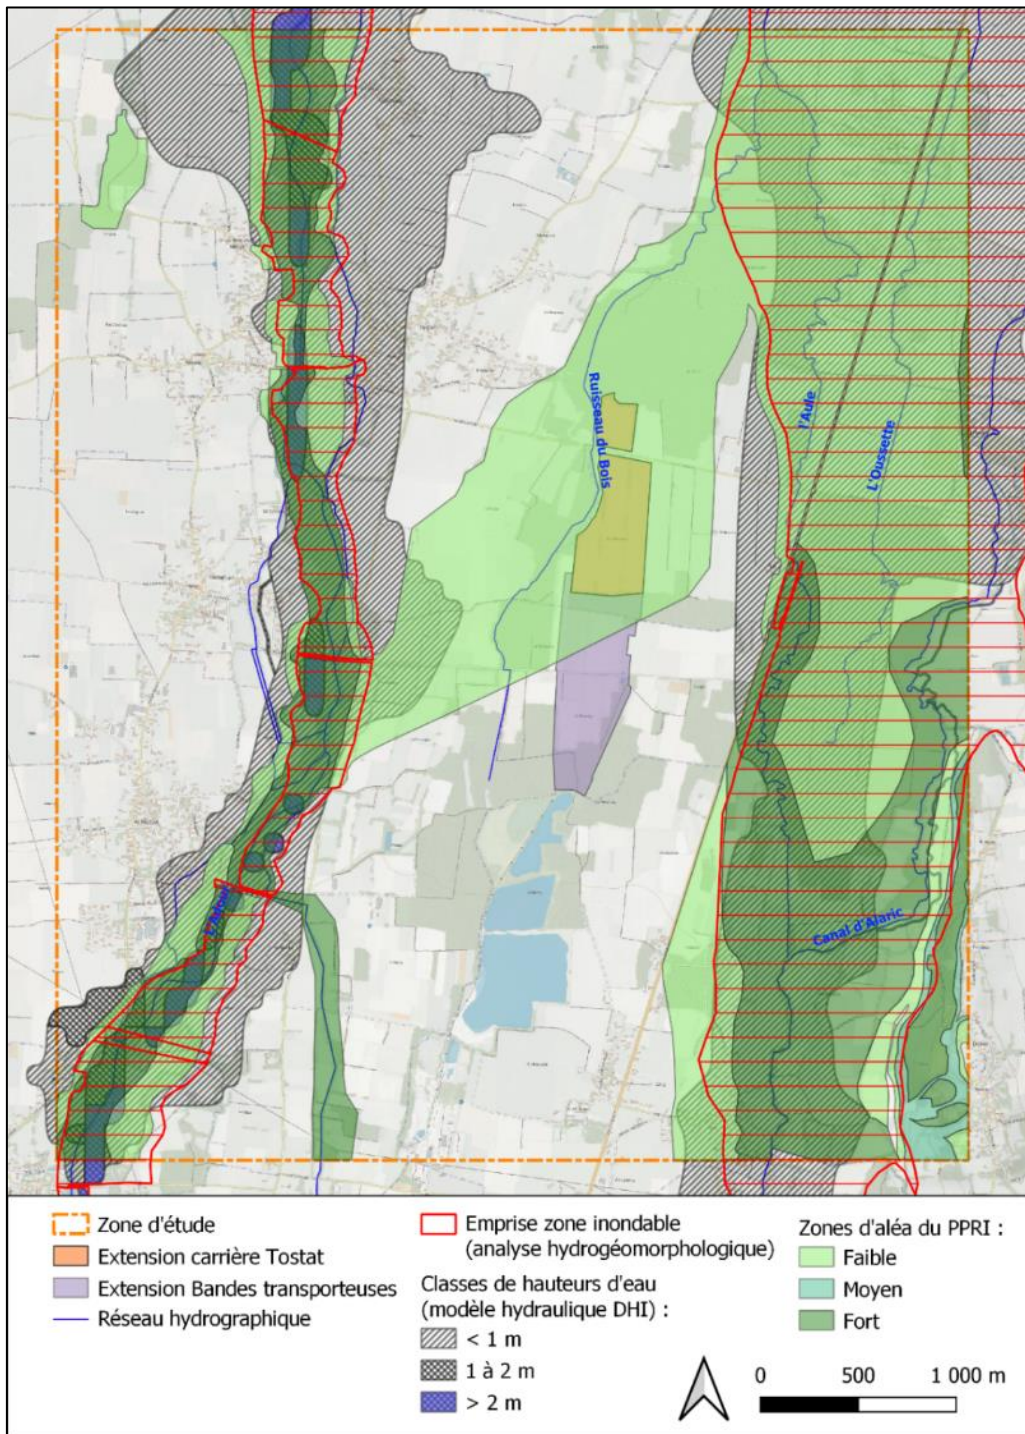 Ruisseau du Bois
l'Aule
L'Oussette
L'Adour
Canal d'Alaric
Zone d'étude
Extension carrière Tostat
Extension Bandes transporteuses
Réseau hydrographique
Emprise zone inondable
(analyse hydrogéomorphologique)
Classes de hauteurs d'eau
(modèle hydraulique DHI) :
< 1 m
1 à 2 m
> 2 m
Zones d'aléa du PPRI :
Faible
Moyen
Fort
0 500 1 000 m